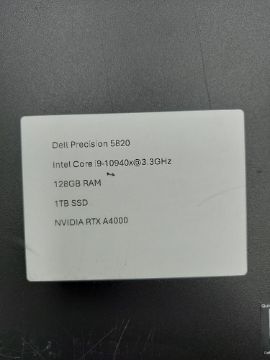 Dell Precision 5820
Intel Core i9-10940x@3.3GHz
128GB RAM
1TB SSD
NVIDIA RTX A4000